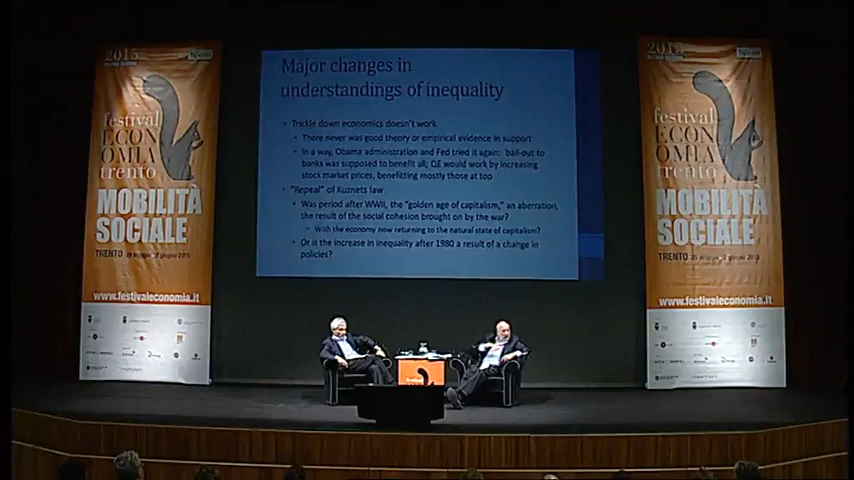 2015
festival
ECON
OMIA
trento
MOBILITÀ
SOCIALE
TRENTO
www.festivaleconomia.it
Major changes in
understandings of inequality
• Trickle down economics doesn't work
• There never was good theory or empirical evidence in support
• In a way, Obama administration and Fed tried it again: bail-out to
banks was supposed to benefit all; QE would work by increasing
stock market prices, benefitting mostly those at top
• "Repeal" of Kuznets law
• Was period after WWII, the "golden age of capitalism," an aberration,
the result of the social cohesion brought on by the war?
• With the economy now returning to the natural state of capitalism?
• Or is the increase in inequality after 1980 a result of a change in
policies?
2015
festival
ECON
OMIA
trento
MOBILITÀ
SOCIALE
TRENTO
www.festivaleconomia.it